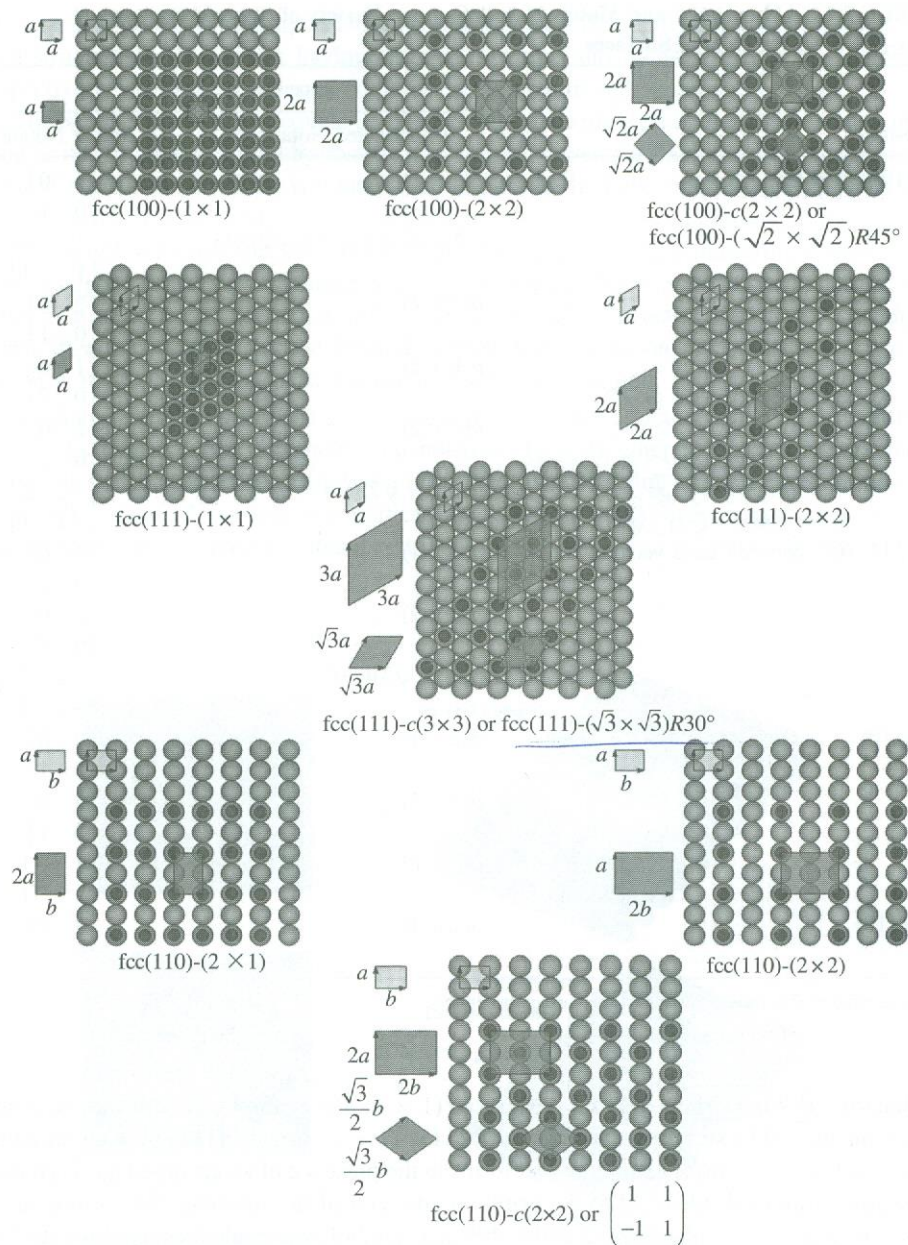 a
a
a
a
fcc(100)-(1 × 1)
a
a
2a
2a
fcc(100)-(2 × 2)
a
a
2a
2a
√2a
√2a
fcc(100)-c(2 × 2) or
fcc(100)-(√2 × √2)R45°
a
a
a
a
fcc(111)-(1 × 1)
a
a
2a
2a
fcc(111)-(2 × 2)
a
a
3a
3a
√3a
√3a
fcc(111)-c(3×3) or fcc(111)-(√3×√3)R30°
a
b
2a
b
fcc(110)-(2 ×1)
a
b
a
2b
fcc(110)-(2×2)
a
b
2a
2b
√3/2 b
√3/2 b
fcc(110)-c(2×2) or (1 1
-1 1)